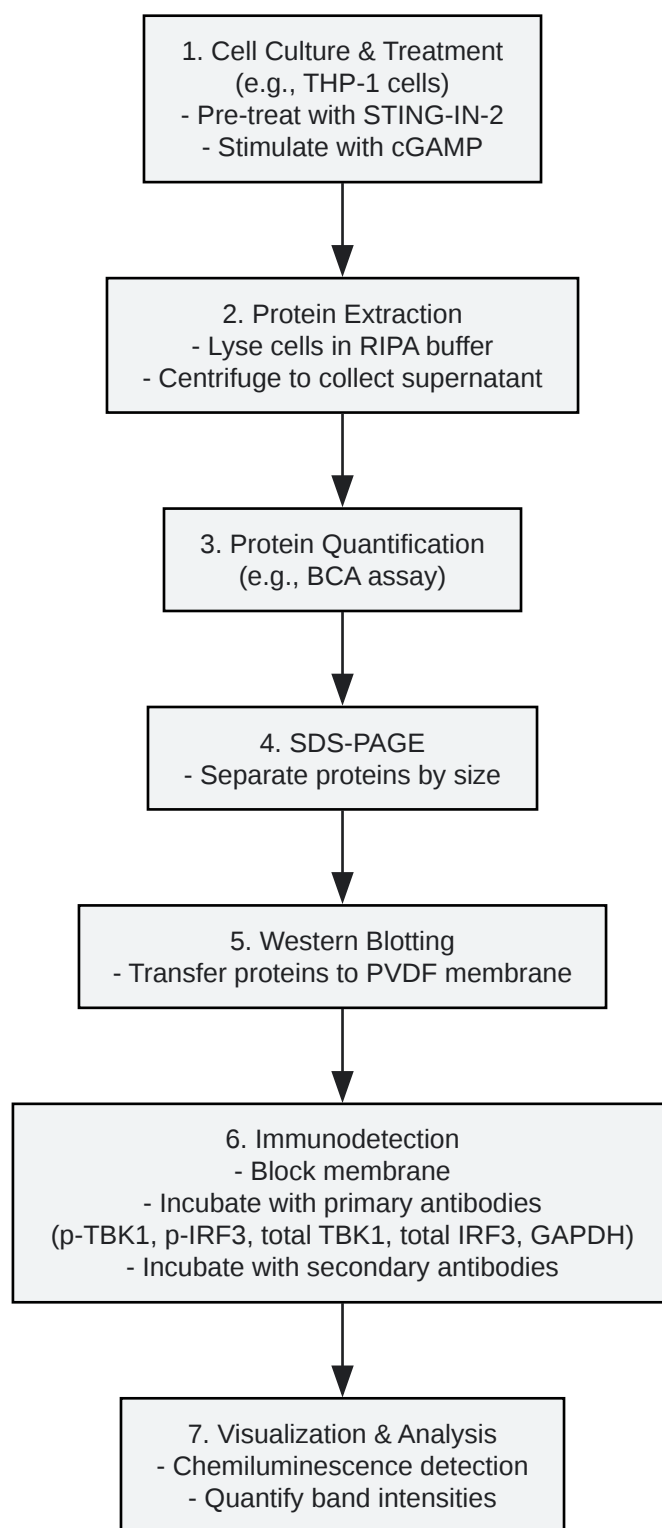 1. Cell Culture & Treatment
(e.g., THP-1 cells)
- Pre-treat with STING-IN-2
- Stimulate with cGAMP
2. Protein Extraction
- Lyse cells in RIPA buffer
- Centrifuge to collect supernatant
3. Protein Quantification
(e.g., BCA assay)
4. SDS-PAGE
- Separate proteins by size
5. Western Blotting
- Transfer proteins to PVDF membrane
6. Immunodetection
- Block membrane
- Incubate with primary antibodies
(p-TBK1, p-IRF3, total TBK1, total IRF3, GAPDH)
- Incubate with secondary antibodies
7. Visualization & Analysis
- Chemiluminescence detection
- Quantify band intensities